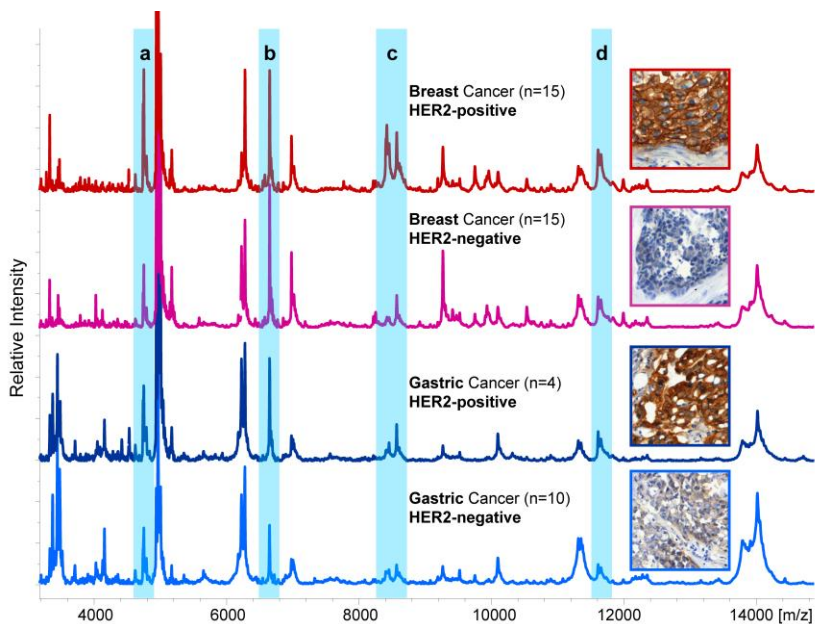 a b c d
Breast Cancer (n=15)
HER2-positive
Breast Cancer (n=15)
HER2-negative
Gastric Cancer (n=4)
HER2-positive
Gastric Cancer (n=10)
HER2-negative
Relative Intensity
4000 6000 8000 10000 12000 14000 [m/z]